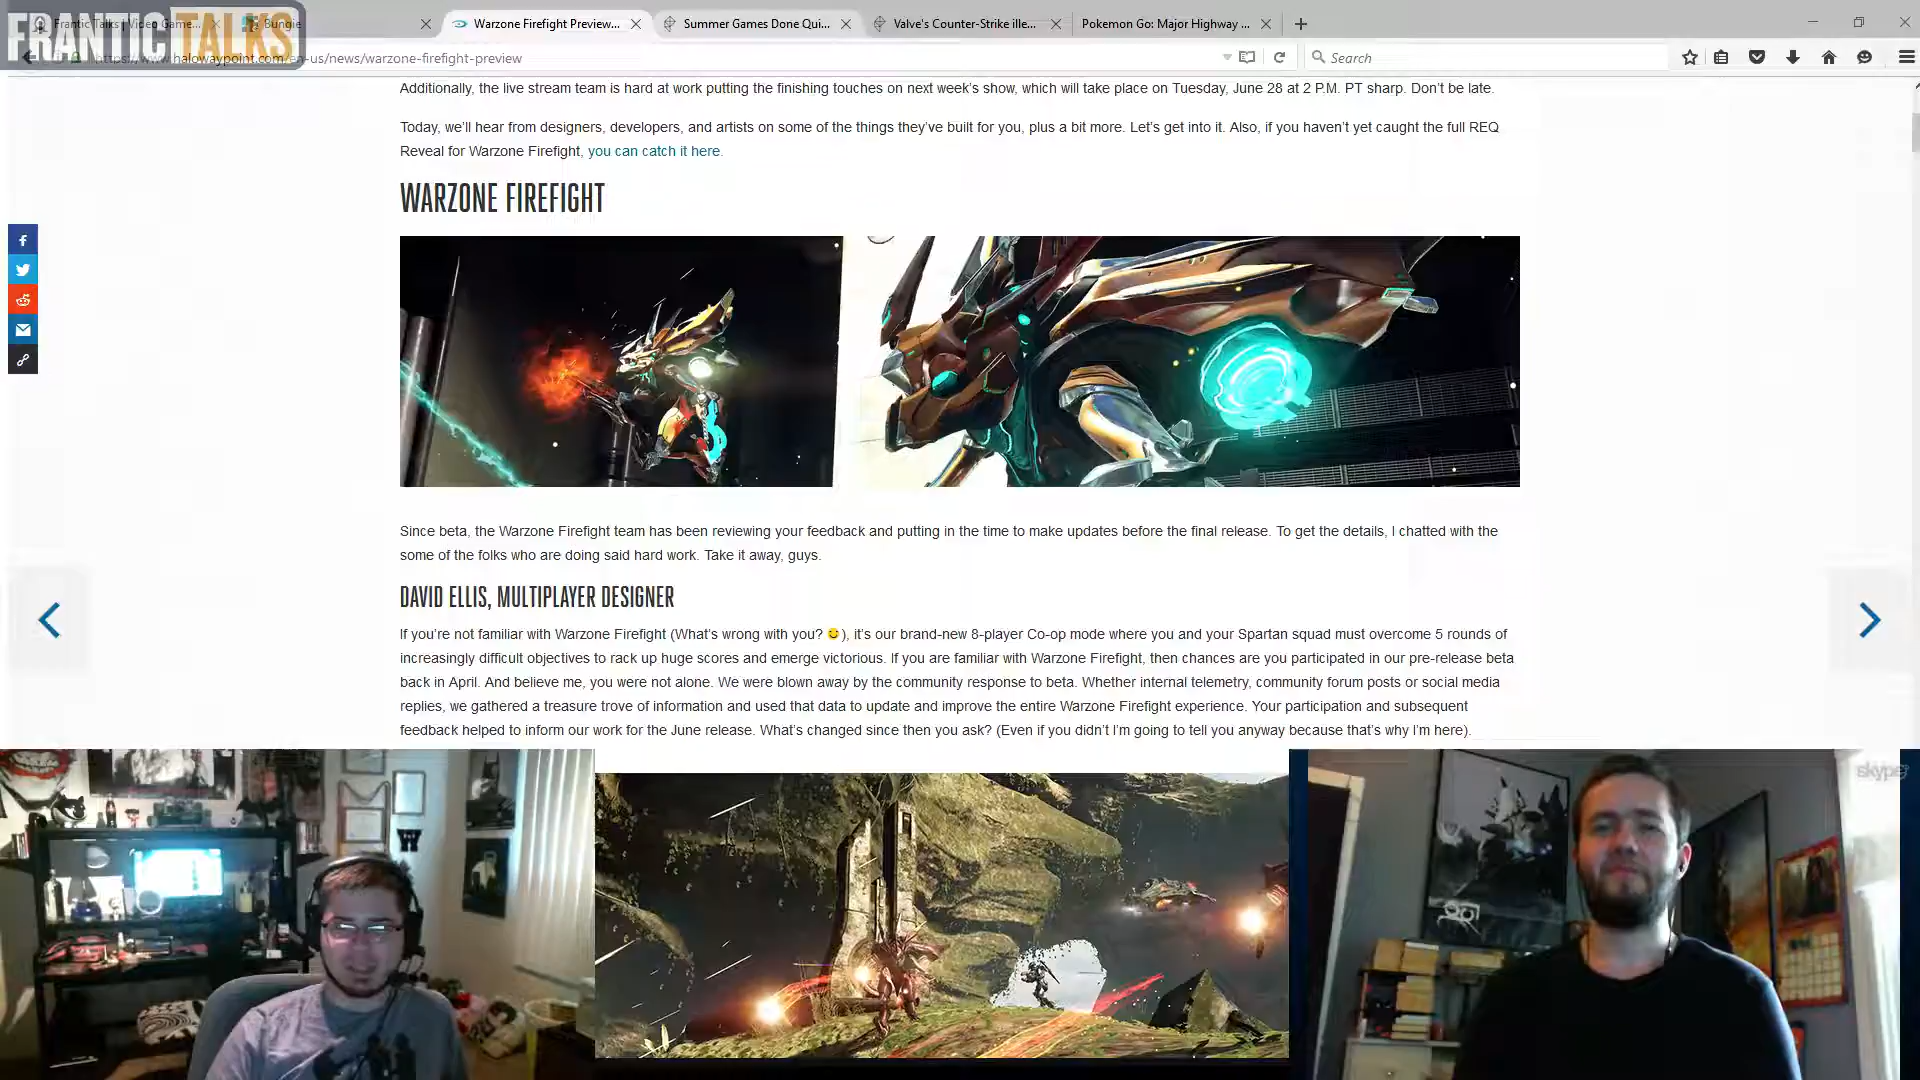 FRANTICTALKS
Frantic Talks | Video Game...
Bungie
Warzone Firefight Preview...
Summer Games Done Qui...
Valve's Counter-Strike ille...
Pokemon Go: Major Highway ...
https://www.halowaypoint.com/en-us/news/warzone-firefight-preview
Search
Additionally, the live stream team is hard at work putting the finishing touches on next week's show, which will take place on Tuesday, June 28 at 2 P.M. PT sharp. Don't be late.
Today, we'll hear from designers, developers, and artists on some of the things they've built for you, plus a bit more. Let's get into it. Also, if you haven't yet caught the full REQ
Reveal for Warzone Firefight, you can catch it here.
WARZONE FIREFIGHT
Since beta, the Warzone Firefight team has been reviewing your feedback and putting in the time to make updates before the final release. To get the details, I chatted with the
some of the folks who are doing said hard work. Take it away, guys.
DAVID ELLIS, MULTIPLAYER DESIGNER
If you're not familiar with Warzone Firefight (What's wrong with you? ), it's our brand-new 8-player Co-op mode where you and your Spartan squad must overcome 5 rounds of
increasingly difficult objectives to rack up huge scores and emerge victorious. If you are familiar with Warzone Firefight, then chances are you participated in our pre-release beta
back in April. And believe me, you were not alone. We were blown away by the community response to beta. Whether internal telemetry, community forum posts or social media
replies, we gathered a treasure trove of information and used that data to update and improve the entire Warzone Firefight experience. Your participation and subsequent
feedback helped to inform our work for the June release. What's changed since then you ask? (Even if you didn't I'm going to tell you anyway because that's why I'm here).
skype